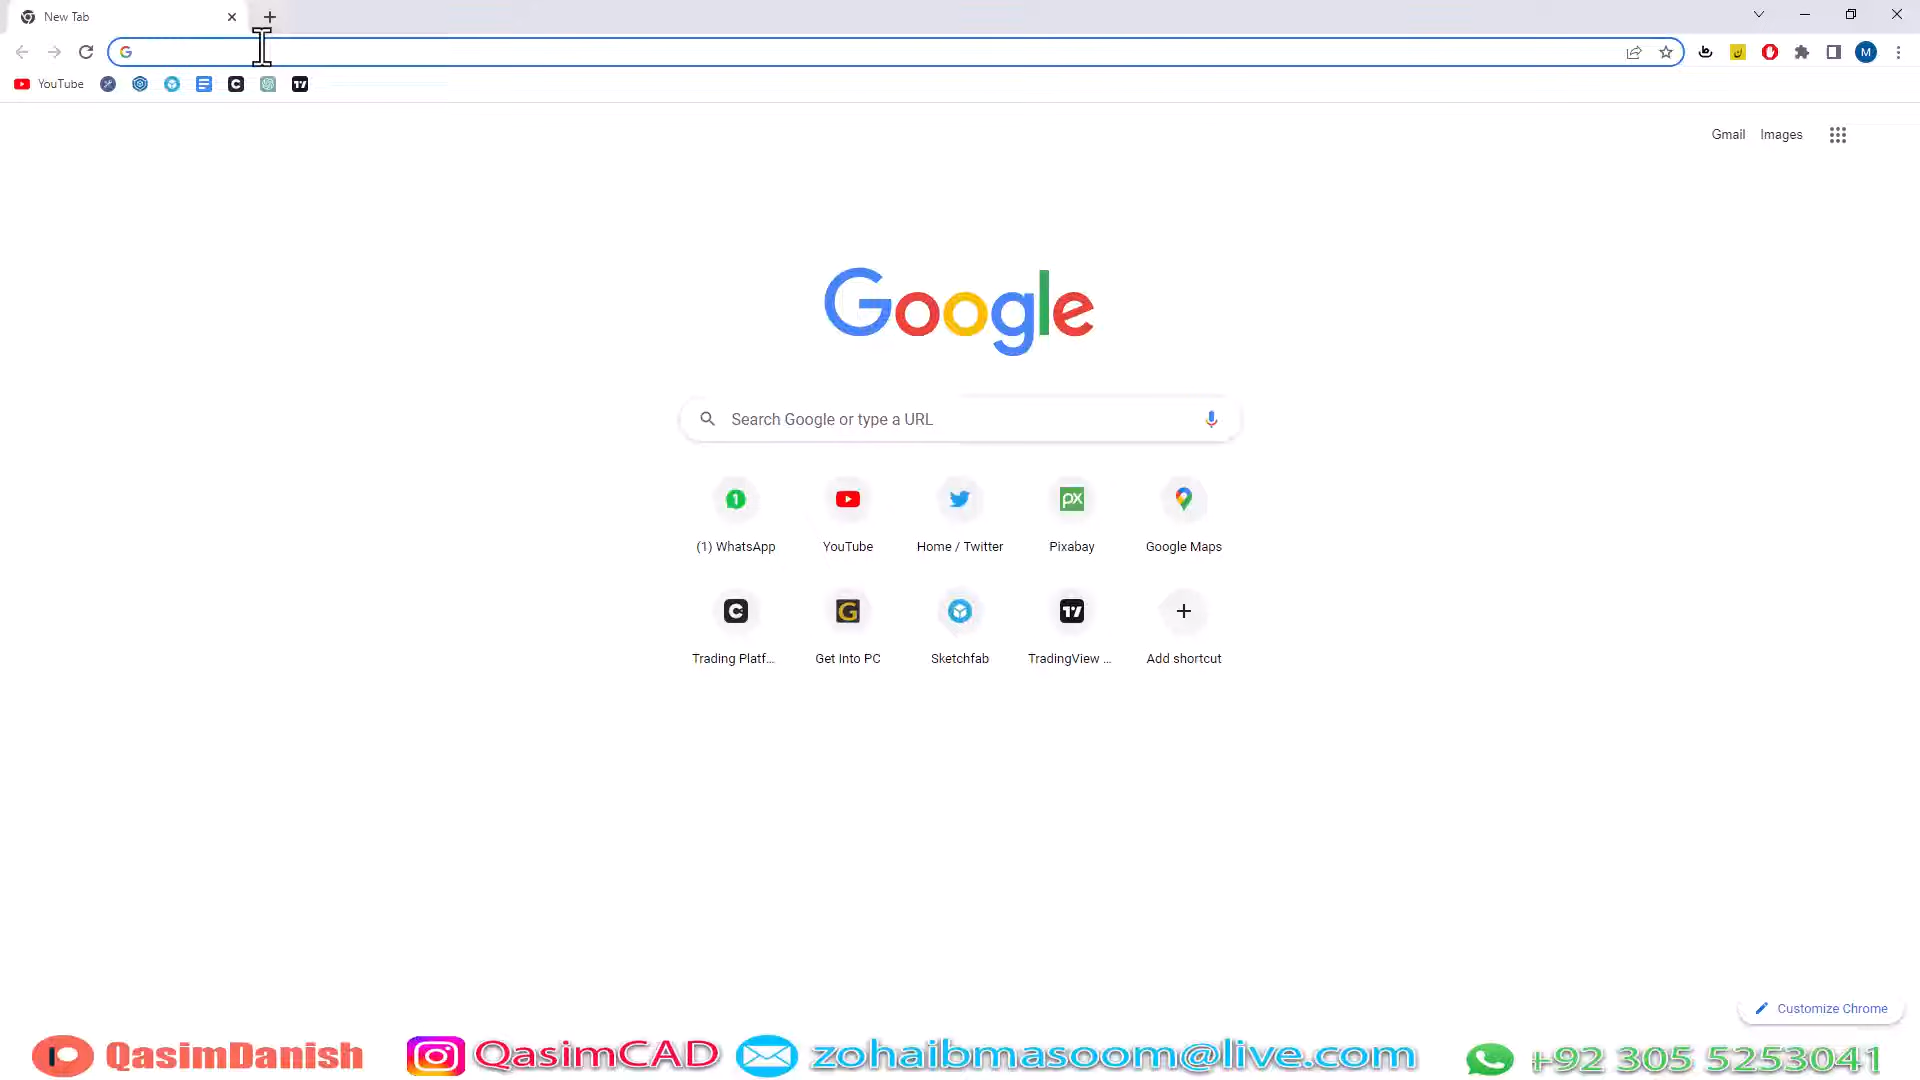 New Tab
YouTube
Gmail Images
Google
Search Google or type a URL
(1) WhatsApp YouTube Home / Twitter Pixabay Google Maps
Trading Platf... Get Into PC Sketchfab TradingView ... Add shortcut
Customize Chrome
QasimDanish QasimCAD zohaibmasoom@live.com +92 305 5253041